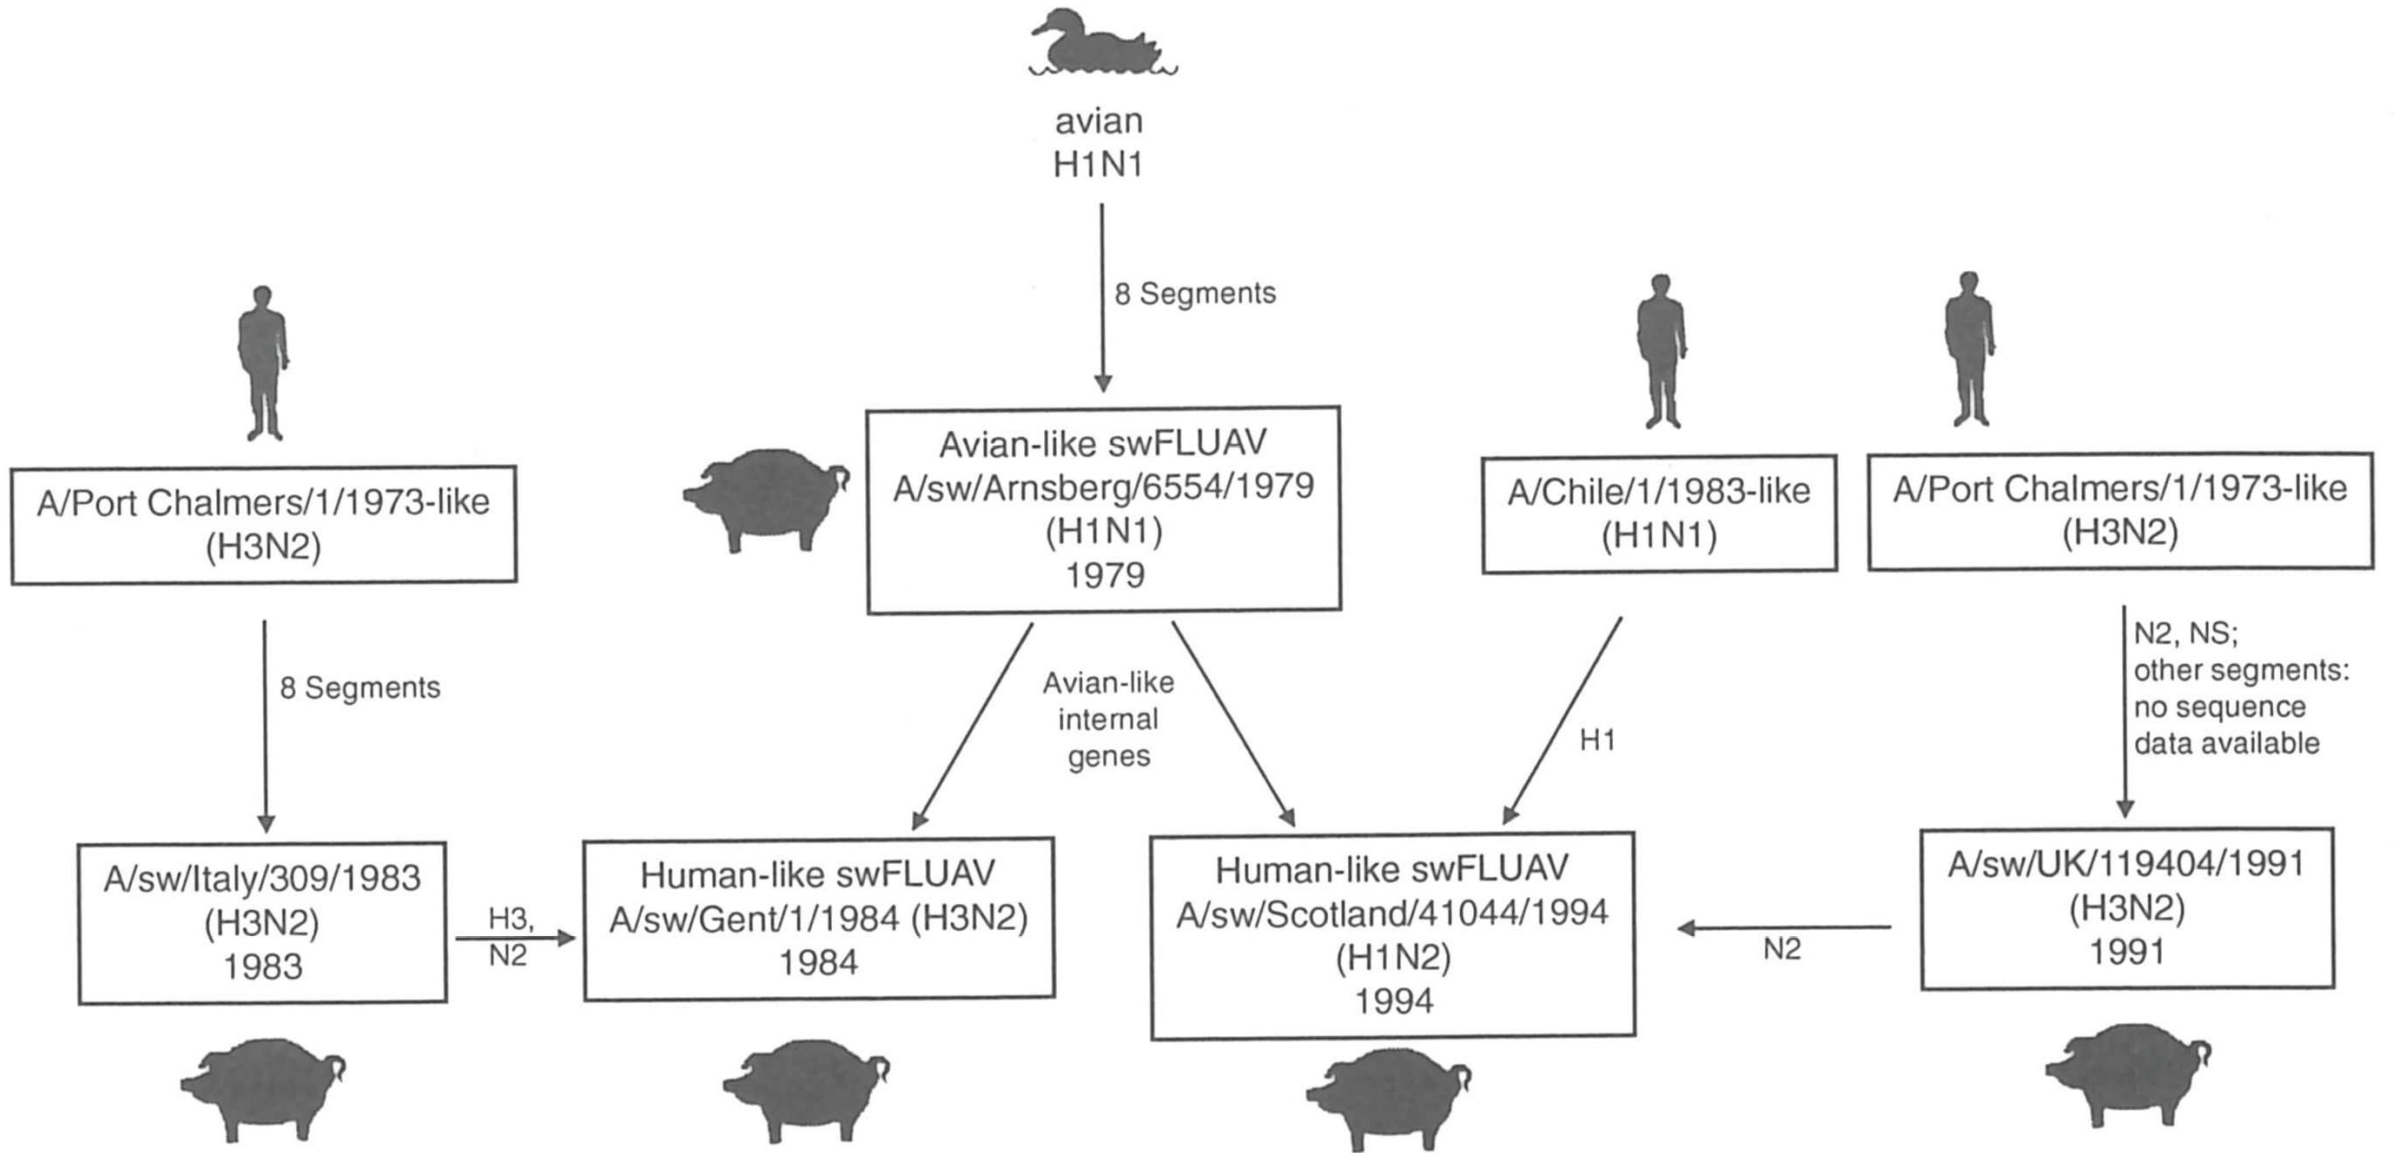 avian
H1N1
8 Segments
A/Port Chalmers/1/1973-like
(H3N2)
Avian-like swFLUAV
A/sw/Arnsberg/6554/1979
(H1N1)
1979
A/Chile/1/1983-like
(H1N1)
A/Port Chalmers/1/1973-like
(H3N2)
8 Segments
Avian-like
internal
genes
H1
N2, NS;
other segments:
no sequence
data available
A/sw/Italy/309/1983
(H3N2)
1983
H3,
N2
Human-like swFLUAV
A/sw/Gent/1/1984 (H3N2)
1984
Human-like swFLUAV
A/sw/Scotland/41044/1994
(H1N2)
1994
N2
A/sw/UK/119404/1991
(H3N2)
1991